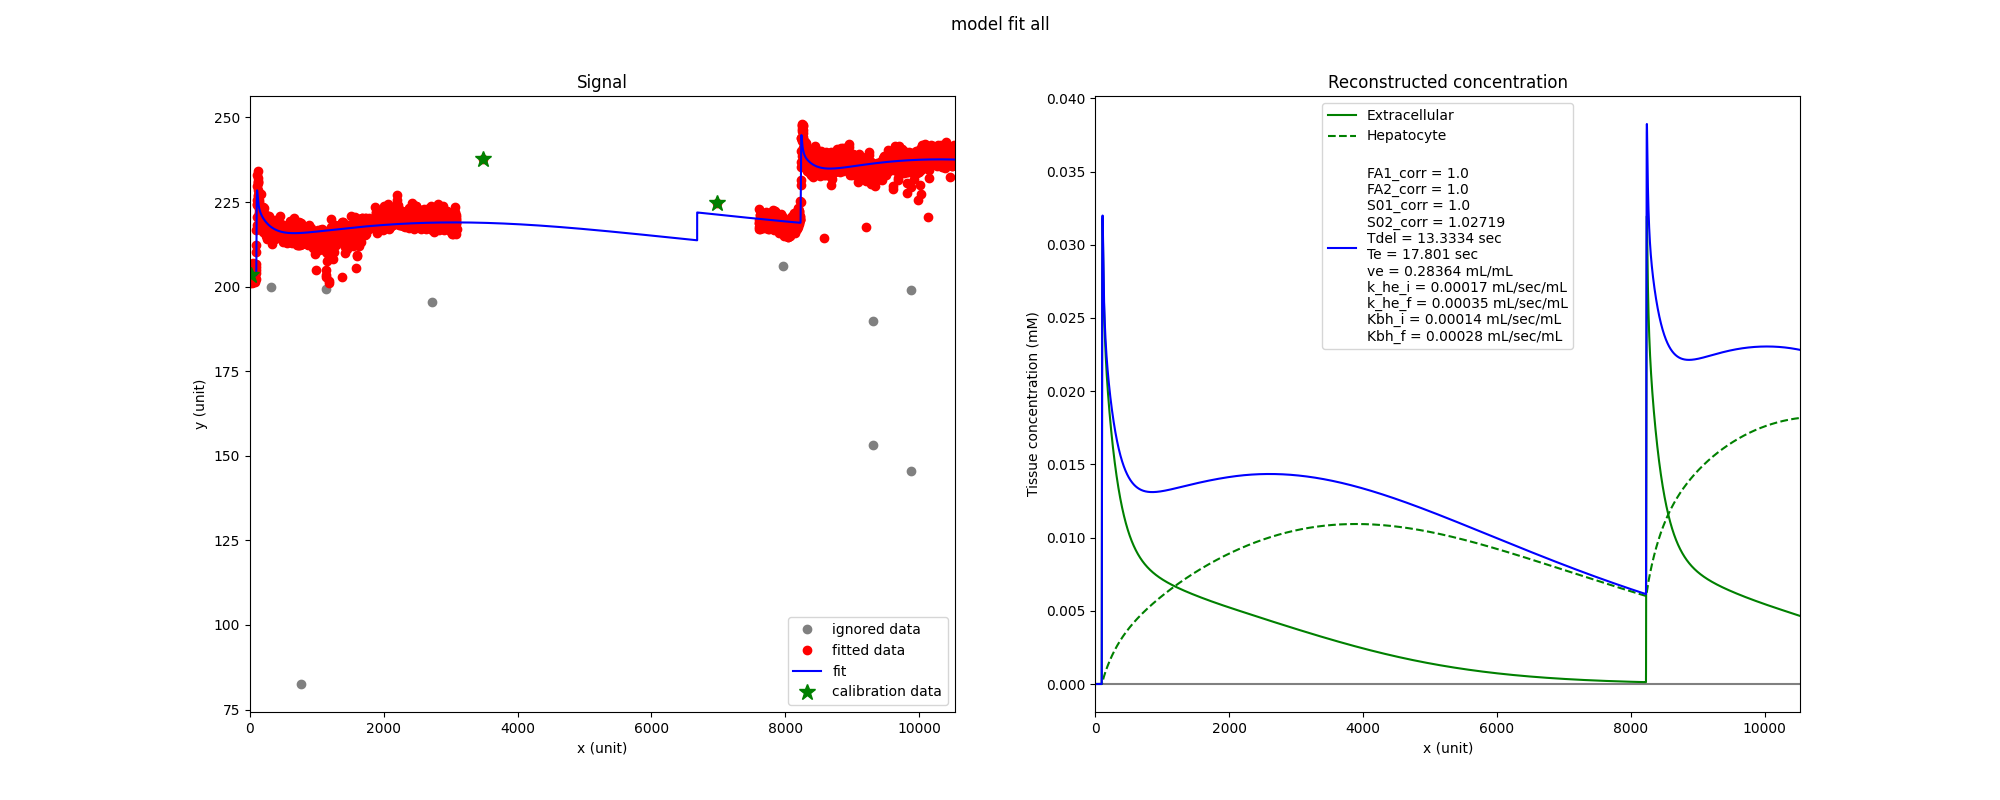 model fit all
Signal
y (unit)
250
225
200
175
150
125
100
75
0 2000 4000 6000 8000 10000
x (unit)
ignored data
fitted data
fit
calibration data
Reconstructed concentration
Tissue concentration (mM)
0.040
0.035
0.030
0.025
0.020
0.015
0.010
0.005
0.000
0 2000 4000 6000 8000 10000
x (unit)
Extracellular
Hepatocyte
FA1_corr = 1.0
FA2_corr = 1.0
S01_corr = 1.0
S02_corr = 1.02719
Tdel = 13.3334 sec
Te = 17.801 sec
ve = 0.28364 mL/mL
k_he_i = 0.00017 mL/sec/mL
k_he_f = 0.00035 mL/sec/mL
Kbh_i = 0.00014 mL/sec/mL
Kbh_f = 0.00028 mL/sec/mL